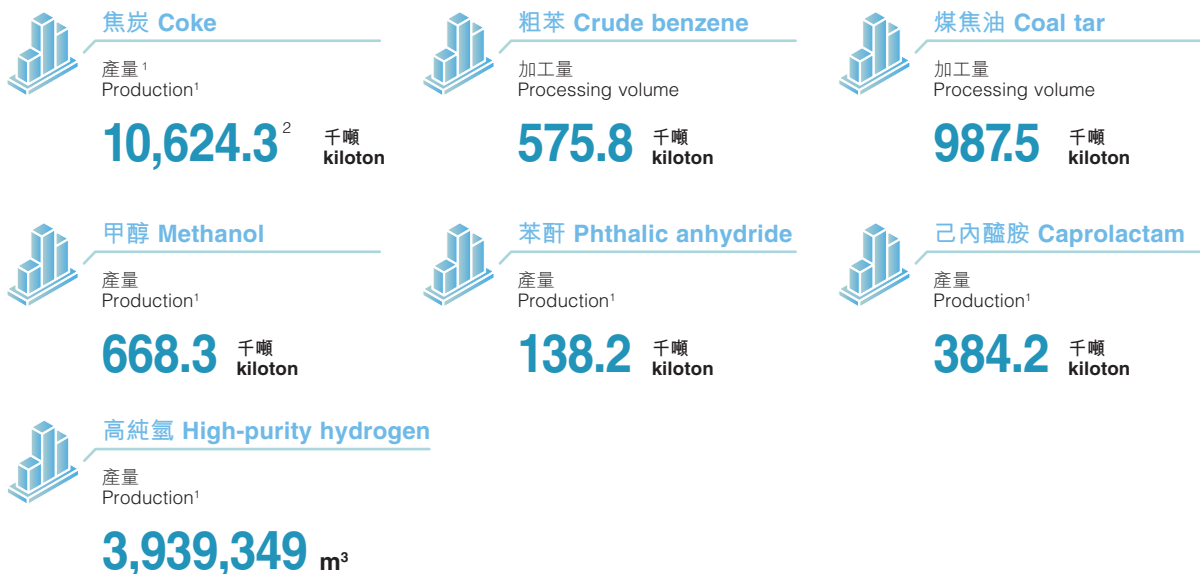 焦炭 Coke
產量¹
Production¹
10,624.3² 千噸
kiloton
粗苯 Crude benzene
加工量
Processing volume
575.8 千噸
kiloton
煤焦油 Coal tar
加工量
Processing volume
987.5 千噸
kiloton
甲醇 Methanol
產量
Production¹
668.3 千噸
kiloton
苯酐 Phthalic anhydride
產量
Production¹
138.2 千噸
kiloton
己內醯胺 Caprolactam
產量
Production¹
384.2 千噸
kiloton
高純氫 High-purity hydrogen
產量
Production¹
3,939,349 m³